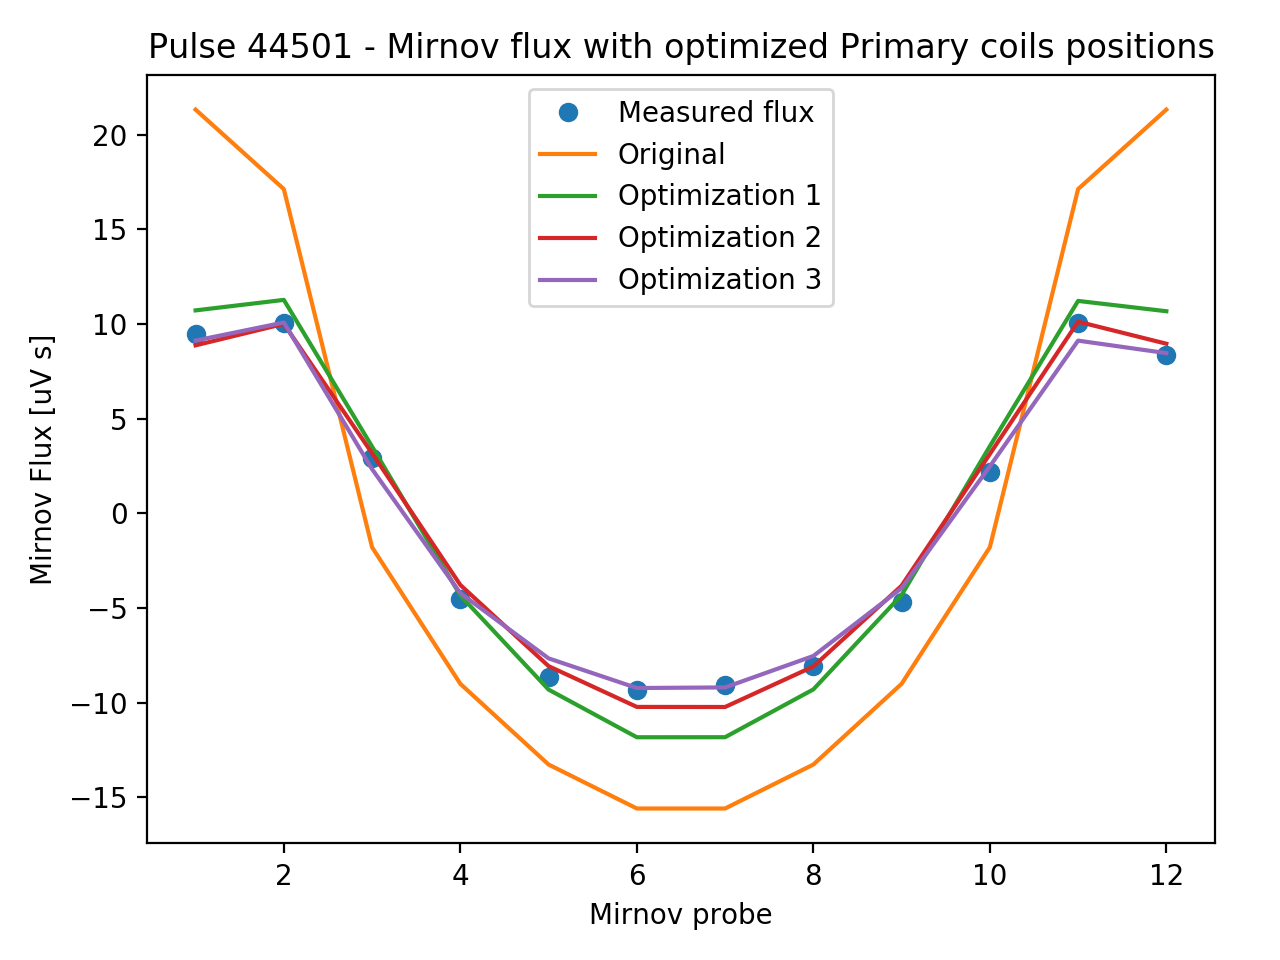 Pulse 44501 - Mirnov flux with optimized Primary coils positions
Measured flux
Original
Optimization 1
Optimization 2
Optimization 3
20
15
10
5
0
−5
−10
−15
Mirnov Flux [uV s]
2 4 6 8 10 12
Mirnov probe